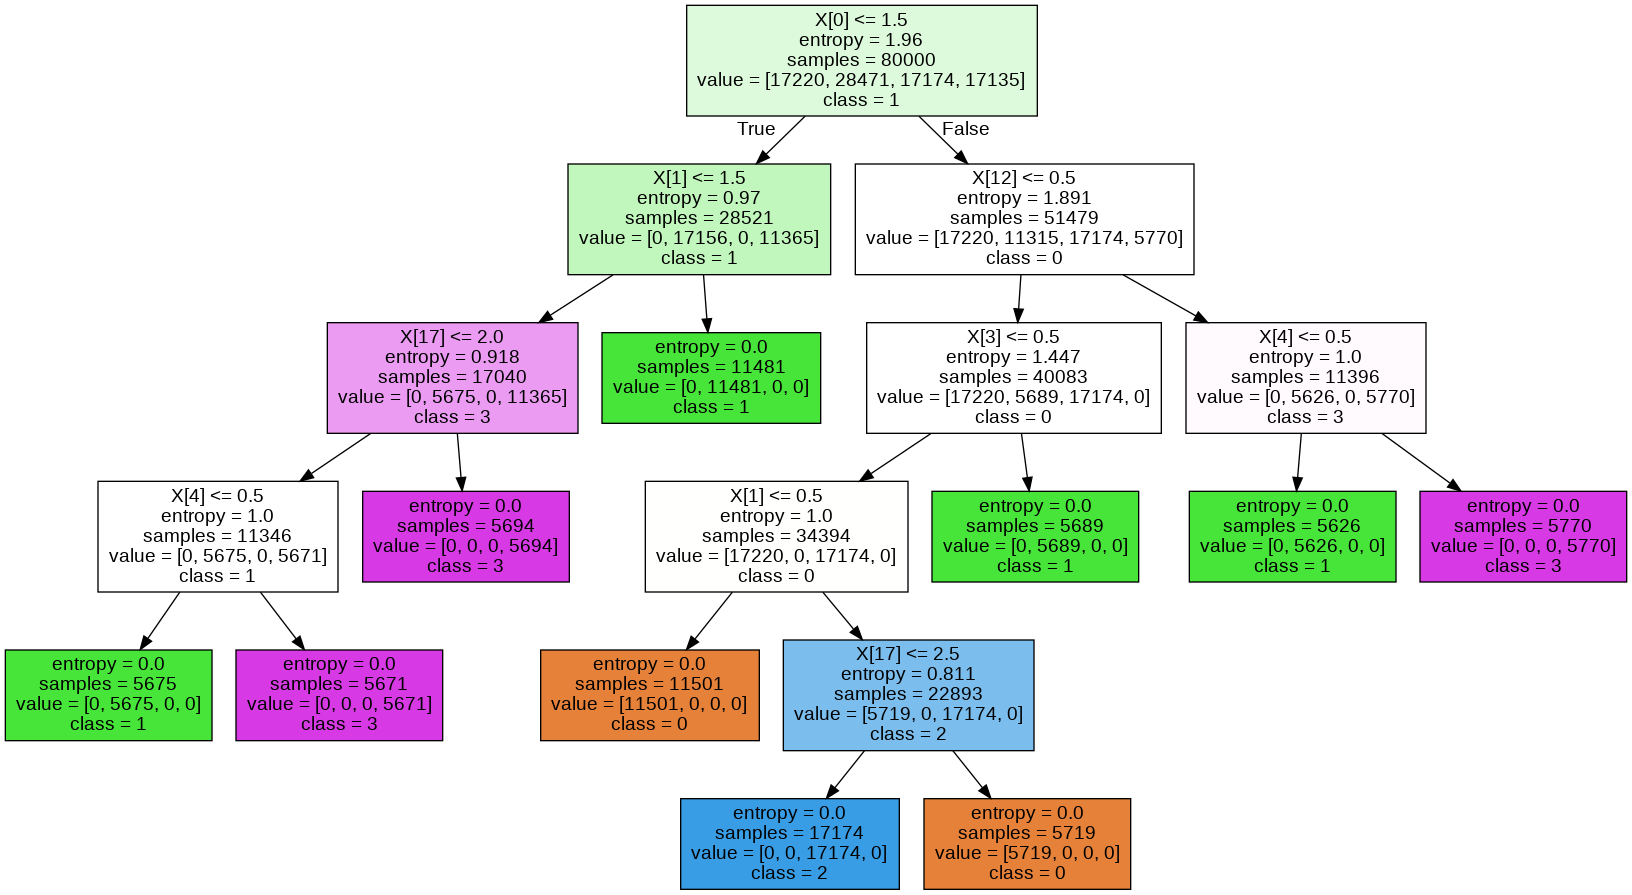 X[0] <= 1.5
entropy = 1.96
samples = 80000
value = [17220, 28471, 17174, 17135]
class = 1
True
False
X[1] <= 1.5
entropy = 0.97
samples = 28521
value = [0, 17156, 0, 11365]
class = 1
X[12] <= 0.5
entropy = 1.891
samples = 51479
value = [17220, 11315, 17174, 5770]
class = 0
X[17] <= 2.0
entropy = 0.918
samples = 17040
value = [0, 5675, 0, 11365]
class = 3
entropy = 0.0
samples = 11481
value = [0, 11481, 0, 0]
class = 1
X[3] <= 0.5
entropy = 1.447
samples = 40083
value = [17220, 5689, 17174, 0]
class = 0
X[4] <= 0.5
entropy = 1.0
samples = 11396
value = [0, 5626, 0, 5770]
class = 3
X[4] <= 0.5
entropy = 1.0
samples = 11346
value = [0, 5675, 0, 5671]
class = 1
entropy = 0.0
samples = 5694
value = [0, 0, 0, 5694]
class = 3
X[1] <= 0.5
entropy = 1.0
samples = 34394
value = [17220, 0, 17174, 0]
class = 0
entropy = 0.0
samples = 5689
value = [0, 5689, 0, 0]
class = 1
entropy = 0.0
samples = 5626
value = [0, 5626, 0, 0]
class = 1
entropy = 0.0
samples = 5770
value = [0, 0, 0, 5770]
class = 3
entropy = 0.0
samples = 5675
value = [0, 5675, 0, 0]
class = 1
entropy = 0.0
samples = 5671
value = [0, 0, 0, 5671]
class = 3
entropy = 0.0
samples = 11501
value = [11501, 0, 0, 0]
class = 0
X[17] <= 2.5
entropy = 0.811
samples = 22893
value = [5719, 0, 17174, 0]
class = 2
entropy = 0.0
samples = 17174
value = [0, 0, 17174, 0]
class = 2
entropy = 0.0
samples = 5719
value = [5719, 0, 0, 0]
class = 0